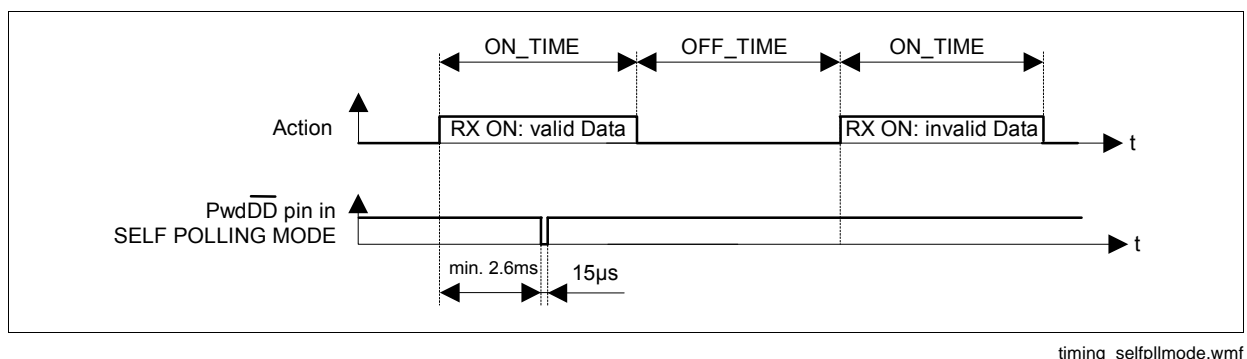 ON_TIME OFF_TIME ON_TIME
Action RX ON: valid Data RX ON: invalid Data t
PwdDD pin in
SELF POLLING MODE t
min. 2.6ms 15µs
timing_selfpllmode.wmf